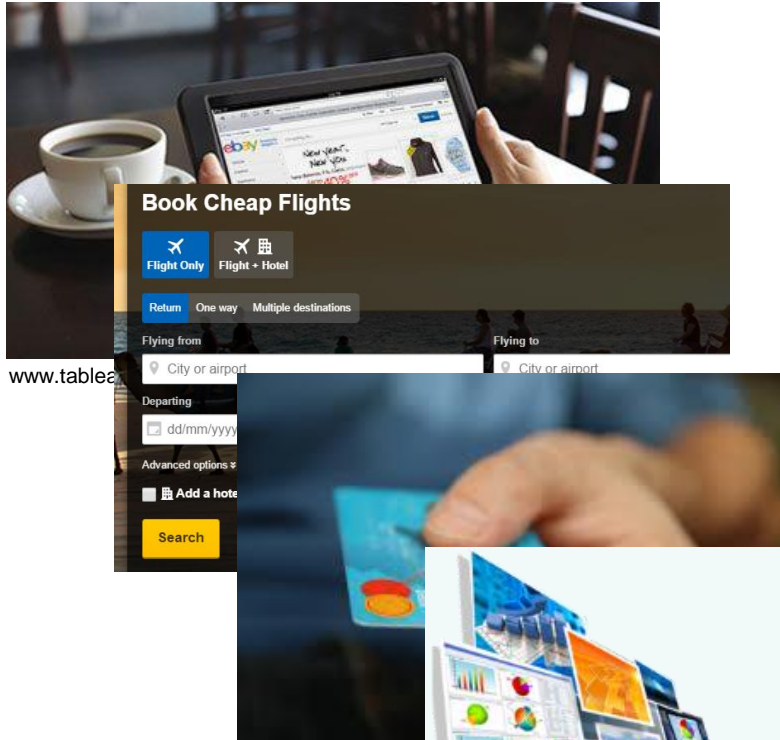 ebay
New Year.
New You
Book Cheap Flights
Flight Only
Flight + Hotel
Return One way Multiple destinations
Flying from
Flying to
City or airport
City or airport
www.tablea
Departing
dd/mm/yyyy
Advanced options
Add a hote
Search